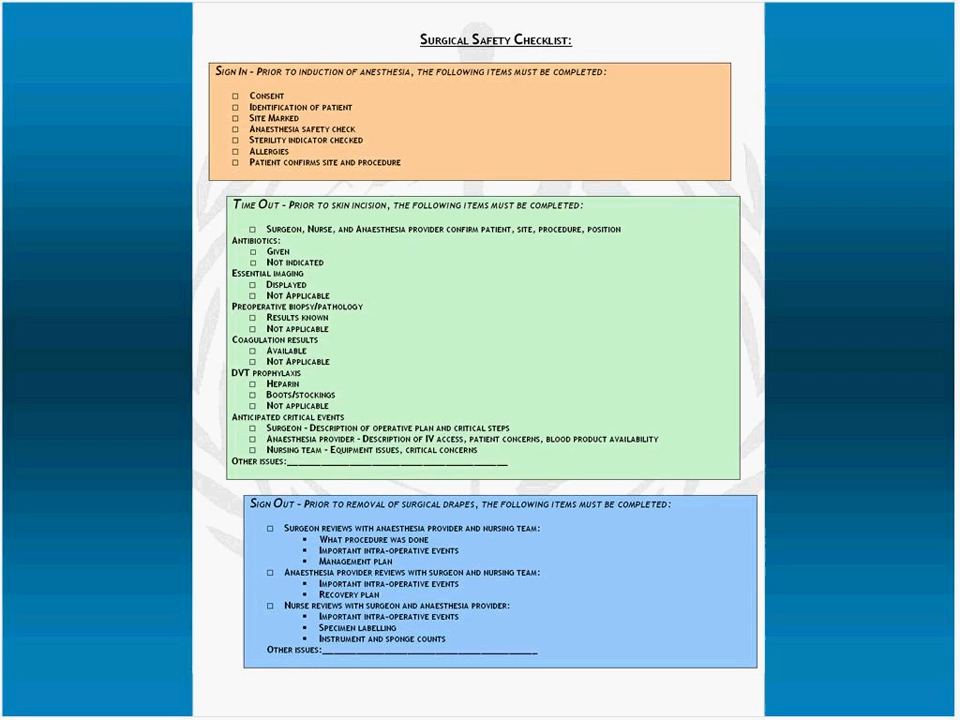 Surgical Safety Checklist:
Sign In – Prior to induction of anesthesia, the following items must be completed:
□ Consent
□ Identification of patient
□ Site Marked
□ Anaesthesia safety check
□ Sterility indicator checked
□ Allergies
□ Patient confirms site and procedure
Time Out – Prior to skin incision, the following items must be completed:
□ Surgeon, Nurse, and Anaesthesia provider confirm patient, site, procedure, position
Antibiotics:
□ Given
□ Not indicated
Essential imaging
□ Displayed
□ Not Applicable
Preoperative biopsy/pathology
□ Results known
□ Not applicable
Coagulation results
□ Available
□ Not Applicable
DVT prophylaxis
□ Heparin
□ Boots/stockings
□ Not applicable
Anticipated critical events
□ Surgeon – Description of operative plan and critical steps
□ Anaesthesia provider – Description of IV access, patient concerns, blood product availability
□ Nursing team – Equipment issues, critical concerns
Other issues:____________________________________
Sign Out – Prior to removal of surgical drapes, the following items must be completed:
□ Surgeon reviews with anaesthesia provider and nursing team:
▪ What procedure was done
▪ Important intra-operative events
▪ Management plan
□ Anaesthesia provider reviews with surgeon and nursing team:
▪ Important intra-operative events
▪ Recovery plan
□ Nurse reviews with surgeon and anaesthesia provider:
▪ Important intra-operative events
▪ Specimen labelling
▪ Instrument and sponge counts
Other issues:____________________________________